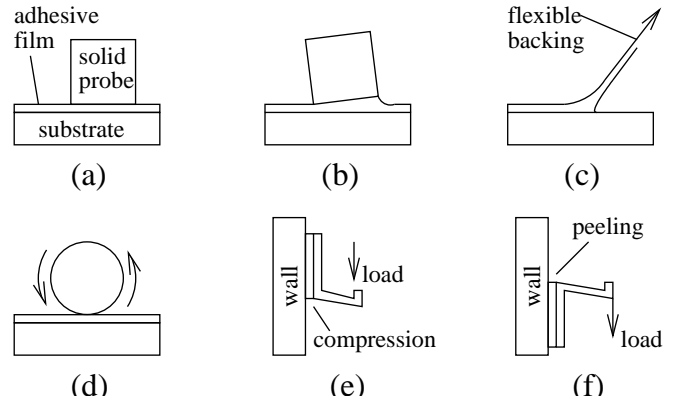 adhesive
film
solid
probe
substrate
(a)
(b)
flexible
backing
(c)
(d)
wall
load
compression
(e)
peeling
wall
load
(f)